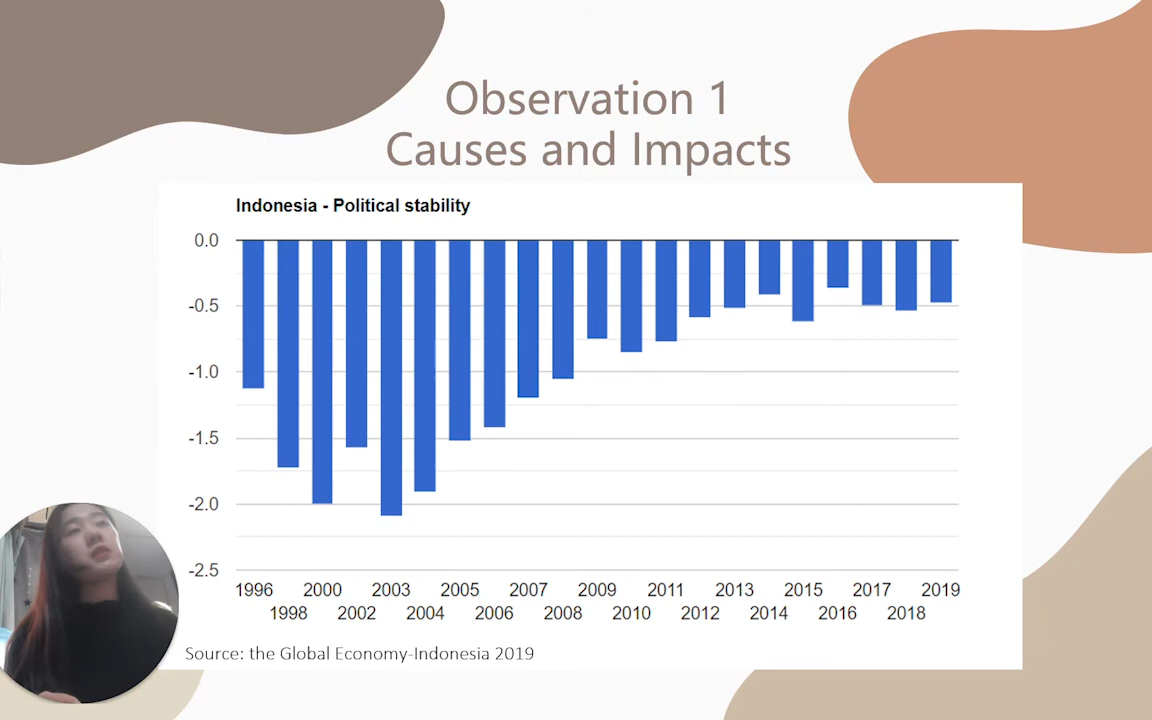 Observation 1
Causes and Impacts
Indonesia - Political stability
0.0
-0.5
-1.0
-1.5
-2.0
-2.5
1996 2000 2003 2005 2007 2009 2011 2013 2015 2017 2019
1998 2002 2004 2006 2008 2010 2012 2014 2016 2018
Source: the Global Economy-Indonesia 2019